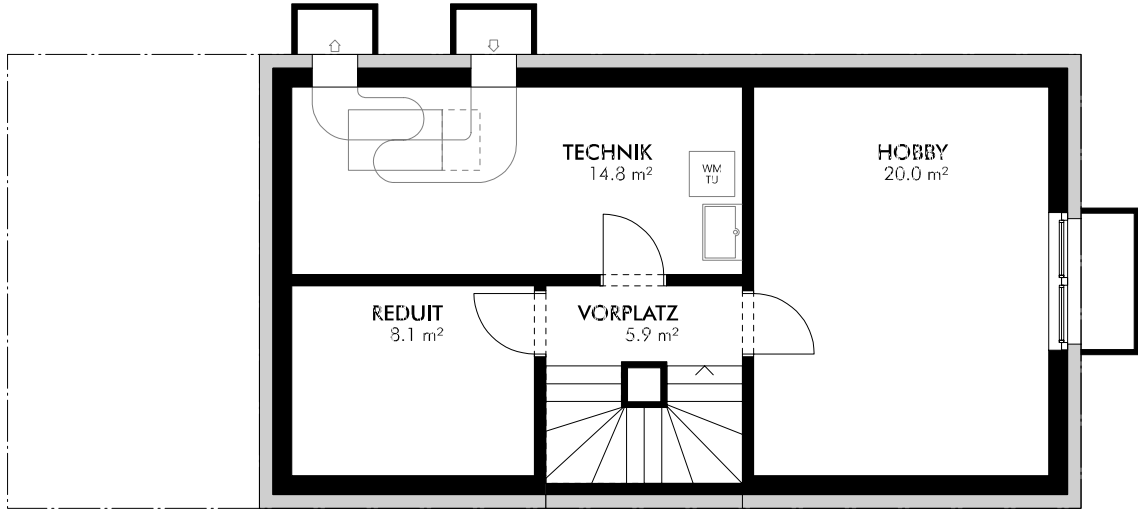 TECHNIK
14.8 m²
WM
TU
HOBBY
20.0 m²
REDUIT
8.1 m²
VORPLATZ
5.9 m²